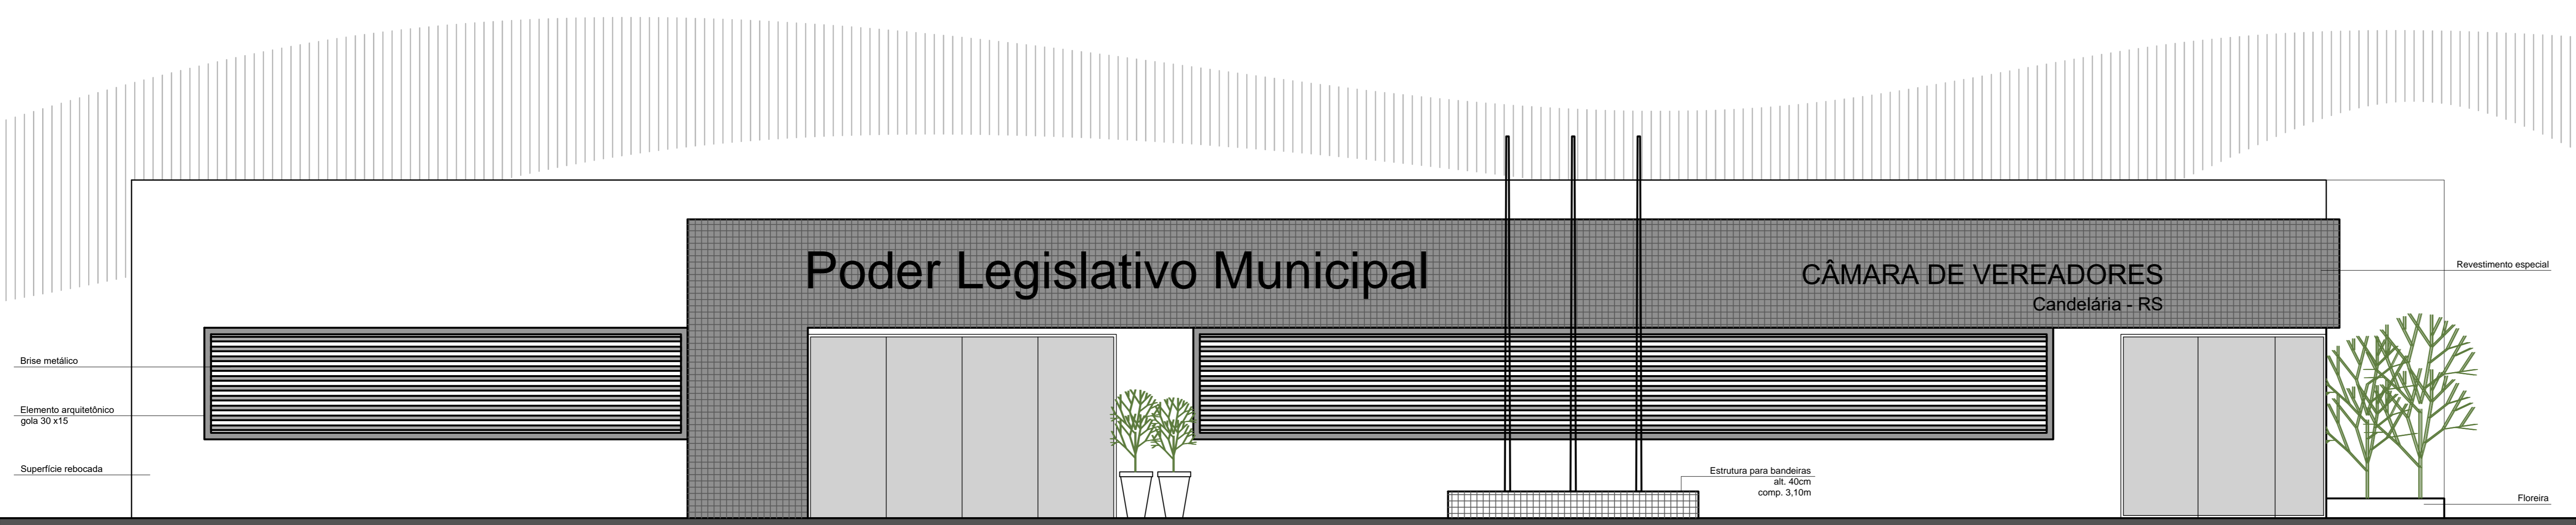 Poder Legislativo Municipal
CÂMARA DE VEREADORES
Candelária - RS
Revestimento especial
Brise metálico
Elemento arquitetônico
gola 30 x15
Superfície rebocada
Estrutura para bandeiras
alt. 40cm
comp. 3,10m
Floreira